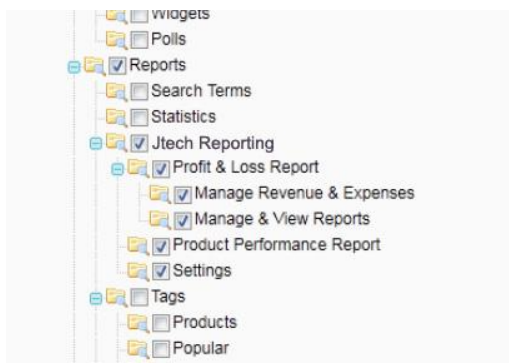 Widgets
Polls
Reports
Search Terms
Statistics
Jtech Reporting
Profit & Loss Report
Manage Revenue & Expenses
Manage & View Reports
Product Performance Report
Settings
Tags
Products
Popular